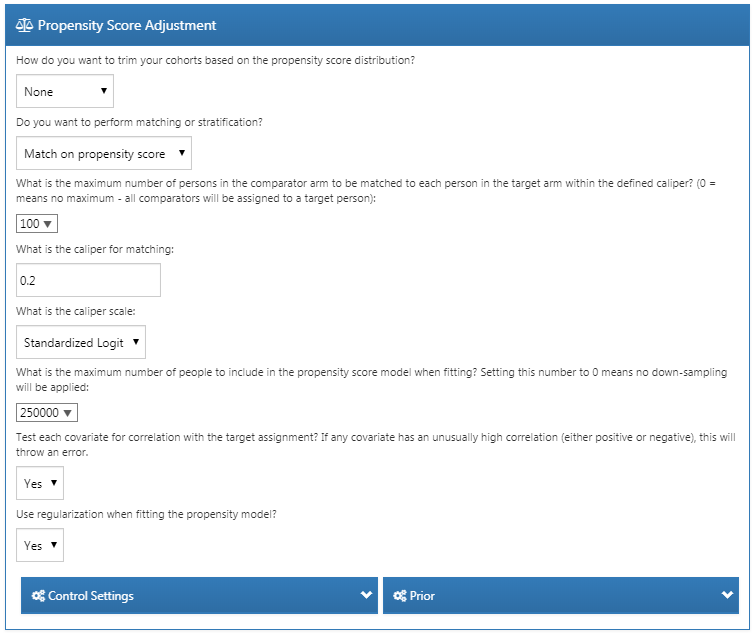 Propensity Score Adjustment
How do you want to trim your cohorts based on the propensity score distribution?
None
Do you want to perform matching or stratification?
Match on propensity score
What is the maximum number of persons in the comparator arm to be matched to each person in the target arm within the defined caliper? (0 =
means no maximum - all comparators will be assigned to a target person):
100
What is the caliper for matching:
0.2
What is the caliper scale:
Standardized Logit
What is the maximum number of people to include in the propensity score model when fitting? Setting this number to 0 means no down-sampling
will be applied:
250000
Test each covariate for correlation with the target assignment? If any covariate has an unusually high correlation (either positive or negative), this will
throw an error.
Yes
Use regularization when fitting the propensity model?
Yes
Control Settings
Prior